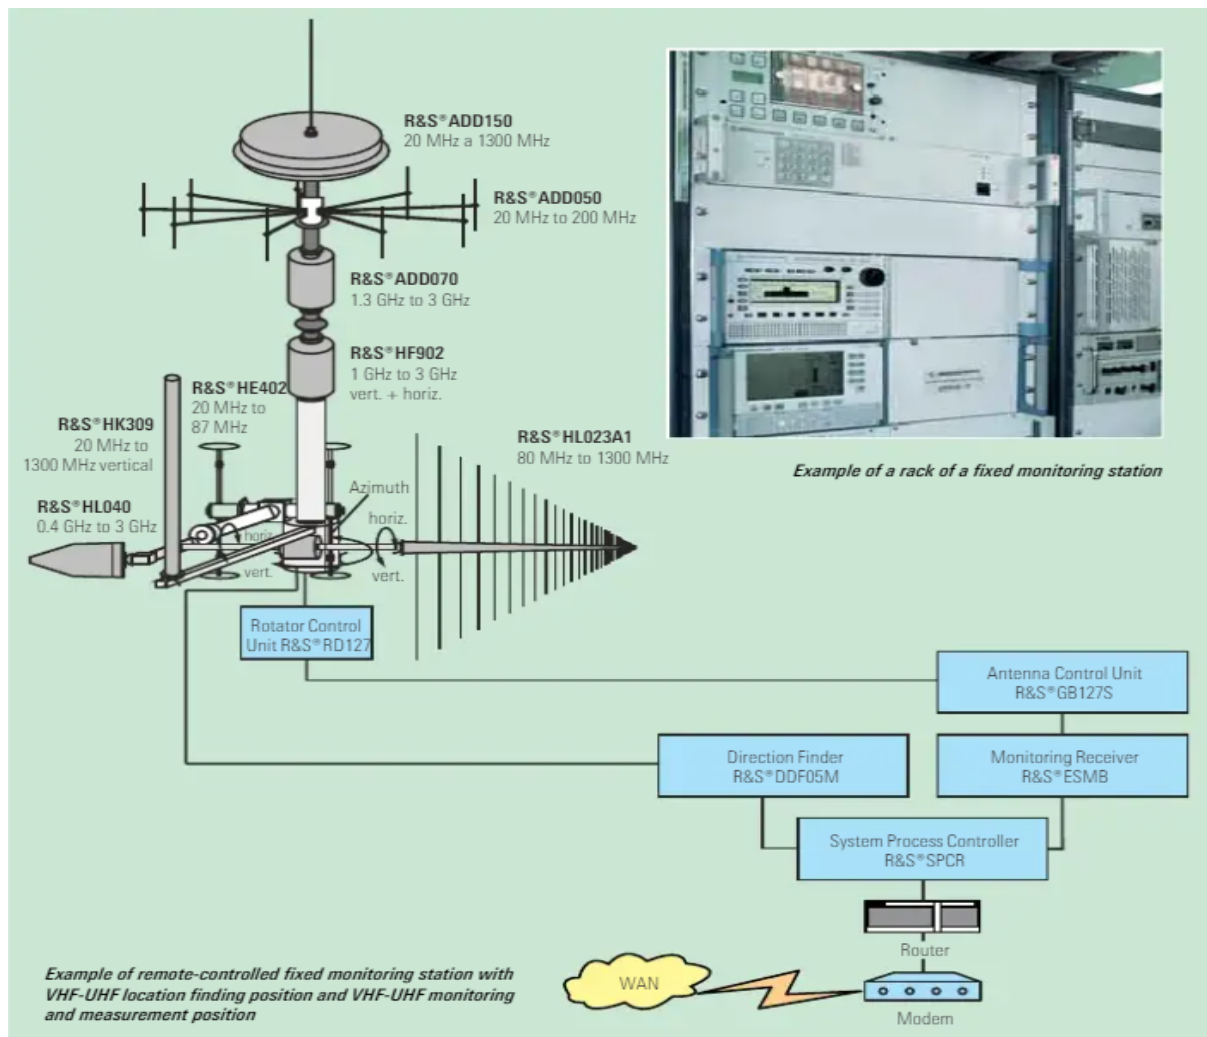 R&S®ADD150
20 MHz a 1300 MHz
R&S®ADD050
20 MHz to 200 MHz
R&S®ADD070
1.3 GHz to 3 GHz
R&S®HF902
1 GHz to 3 GHz
vert. + horiz.
R&S®HE402
20 MHz to
87 MHz
R&S®HK309
20 MHz to
1300 MHz vertical
R&S®HL040
0.4 GHz to 3 GHz
R&S®HL023A1
80 MHz to 1300 MHz
Azimuth
horiz.
horiz.
vert.
vert.
Example of a rack of a fixed monitoring station
Rotator Control
Unit R&S®RD127
Antenna Control Unit
R&S®GB127S
Direction Finder
R&S®DDF05M
Monitoring Receiver
R&S®ESMB
System Process Controller
R&S®SPCR
Router
WAN
Modem
Example of remote-controlled fixed monitoring station with
VHF-UHF location finding position and VHF-UHF monitoring
and measurement position